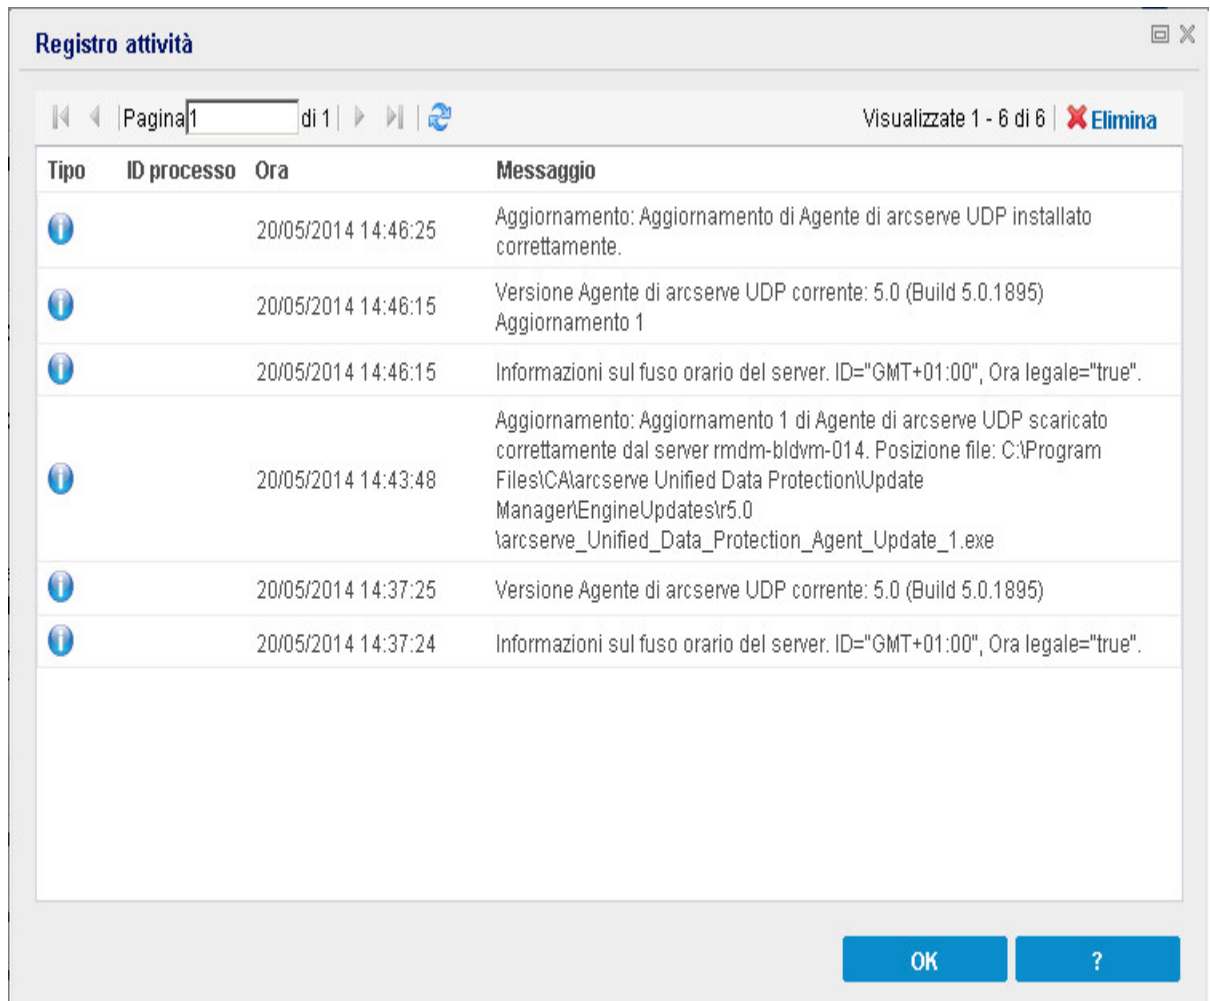 Registro attività
Pagina 1 di 1 Visualizzate 1 - 6 di 6 Elimina
Tipo ID processo Ora Messaggio
20/05/2014 14:46:25 Aggiornamento: Aggiornamento di Agente di arcserve UDP installato
correttamente.
20/05/2014 14:46:15 Versione Agente di arcserve UDP corrente: 5.0 (Build 5.0.1895)
Aggiornamento 1
20/05/2014 14:46:15 Informazioni sul fuso orario del server. ID="GMT+01:00", Ora legale="true".
20/05/2014 14:43:48 Aggiornamento: Aggiornamento 1 di Agente di arcserve UDP scaricato
correttamente dal server rmdm-bldvm-014. Posizione file: C:\Program
Files\CA\arcserve Unified Data Protection\Update
Manager\EngineUpdates\r5.0
\arcserve_Unified_Data_Protection_Agent_Update_1.exe
20/05/2014 14:37:25 Versione Agente di arcserve UDP corrente: 5.0 (Build 5.0.1895)
20/05/2014 14:37:24 Informazioni sul fuso orario del server. ID="GMT+01:00", Ora legale="true".
OK ?